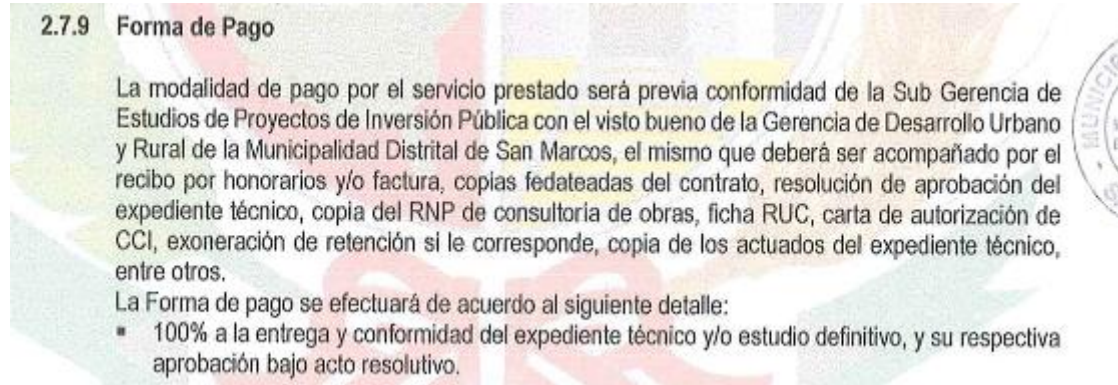 2.7.9 Forma de Pago
La modalidad de pago por el servicio prestado será previa conformidad de la Sub Gerencia de
Estudios de Proyectos de Inversión Pública con el visto bueno de la Gerencia de Desarrollo Urbano
y Rural de la Municipalidad Distrital de San Marcos, el mismo que deberá ser acompañado por el
recibo por honorarios y/o factura, copias fedateadas del contrato, resolución de aprobación del
expediente técnico, copia del RNP de consultoria de obras, ficha RUC, carta de autorización de
CCI, exoneración de retención si le corresponde, copia de los actuados del expediente técnico,
entre otros.
La Forma de pago se efectuará de acuerdo al siguiente detalle:
▪ 100% a la entrega y conformidad del expediente técnico y/o estudio definitivo, y su respectiva
aprobación bajo acto resolutivo.